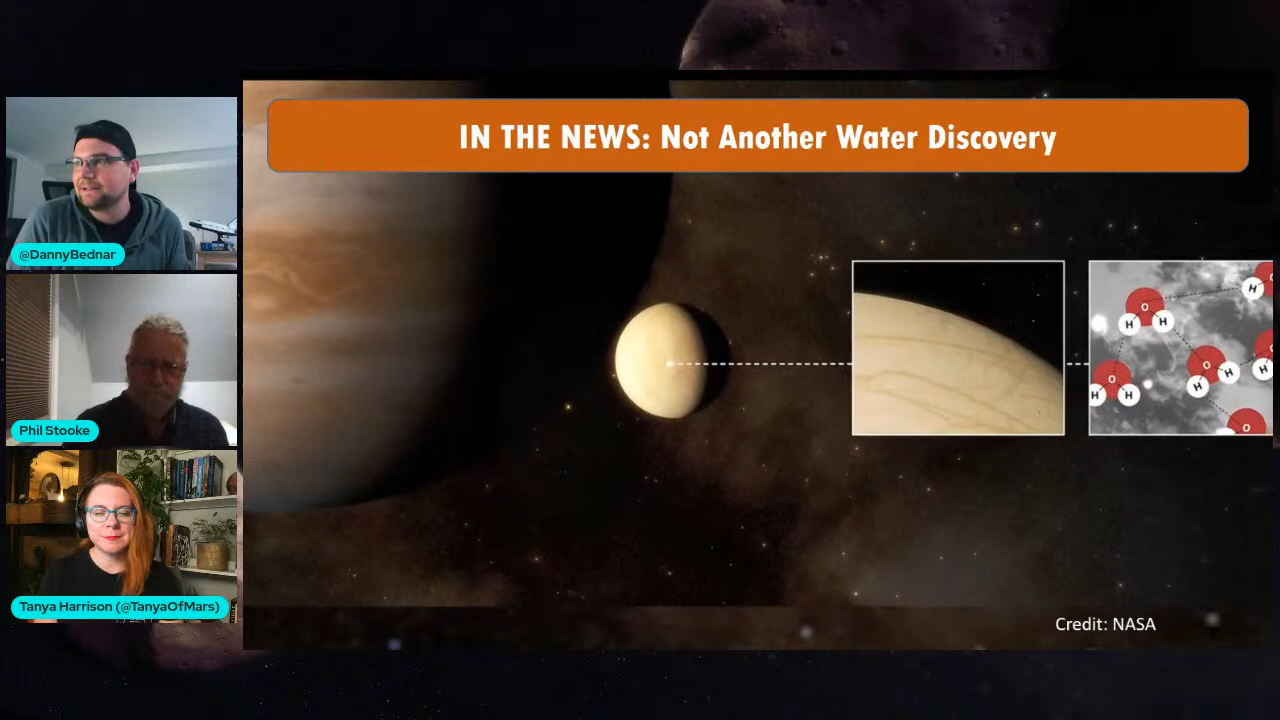 IN THE NEWS: Not Another Water Discovery
@DannyBednar
Phil Stooke
Tanya Harrison (@TanyaOfMars)
H
O
H
H
O
H
H
O
H
H
H
O
H
O
Credit: NASA